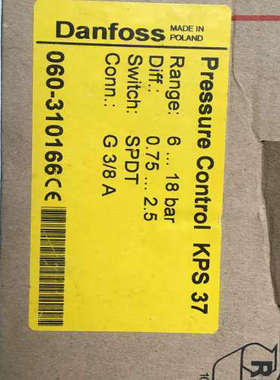 Danfoss
MADE IN
POLAND
Pressure Control KPS 37
Range: 6 ... 18 bar
Diff.: 0.75 ... 2.5
Switch: SPDT
Conn.: G 3/8 A
060-310166 CE
R